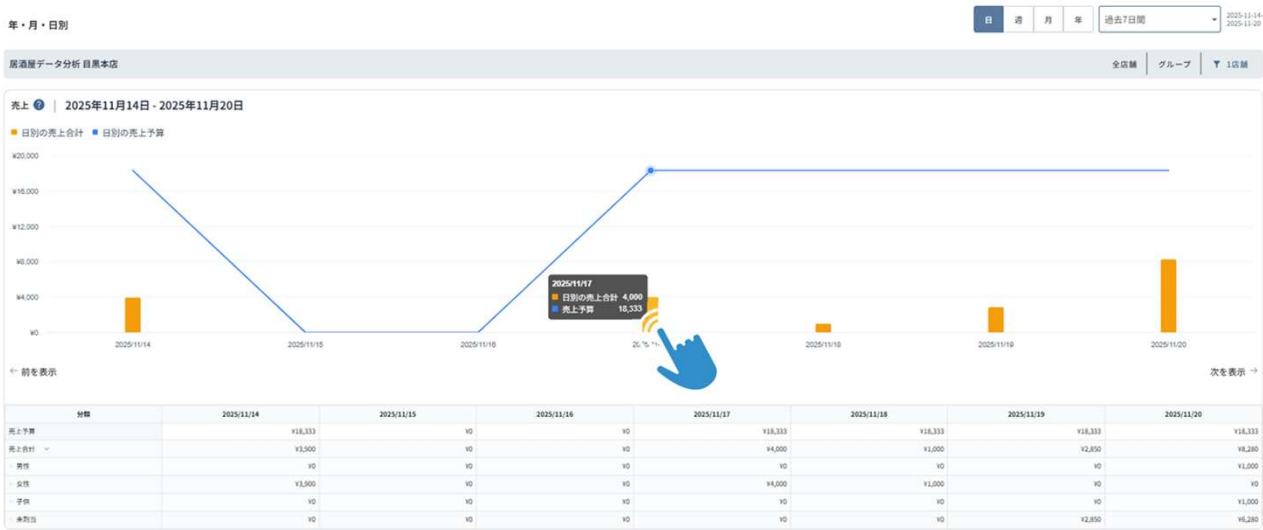 年・月・日別
日 週 月 年 過去7日間 2025-11-14-
2025-11-20
居酒屋データ分析 目黒本店 全店舗 グループ 1店舗
売上 ? | 2025年11月14日 - 2025年11月20日
日別の売上合計 日別の売上予算
¥20,000
¥16,000
¥12,000
¥8,000
¥4,000
¥0
2025/11/17
日別の売上合計 4,000
売上予算 18,333
2025/11/14 2025/11/15 2025/11/16 2025/11/18 2025/11/19 2025/11/20
← 前を表示 次を表示 →
分類 2025/11/14 2025/11/15 2025/11/16 2025/11/17 2025/11/18 2025/11/19 2025/11/20
売上予算 ¥18,333 ¥0 ¥0 ¥18,333 ¥18,333 ¥18,333 ¥18,333
売上合計 ¥3,900 ¥0 ¥0 ¥4,000 ¥1,000 ¥2,850 ¥8,280
男性 ¥0 ¥0 ¥0 ¥0 ¥0 ¥0 ¥1,000
女性 ¥3,900 ¥0 ¥0 ¥4,000 ¥1,000 ¥0 ¥0
子供 ¥0 ¥0 ¥0 ¥0 ¥0 ¥0 ¥1,000
未割当 ¥0 ¥0 ¥0 ¥0 ¥0 ¥2,850 ¥6,280